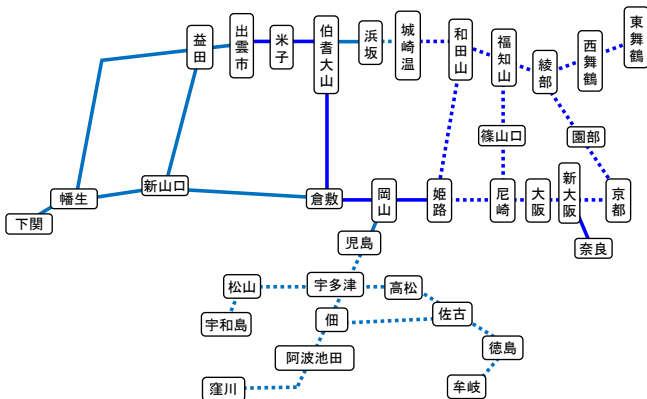 益田
出雲市
米子
伯耆大山
浜坂
城崎温
和田山
福知山
綾部
西舞鶴
東舞鶴
篠山口
園部
下関
幡生
新山口
倉敷
岡山
姫路
尼崎
大阪
新大阪
京都
奈良
児島
松山
宇多津
高松
宇和島
佃
佐古
阿波池田
徳島
窪川
牟岐